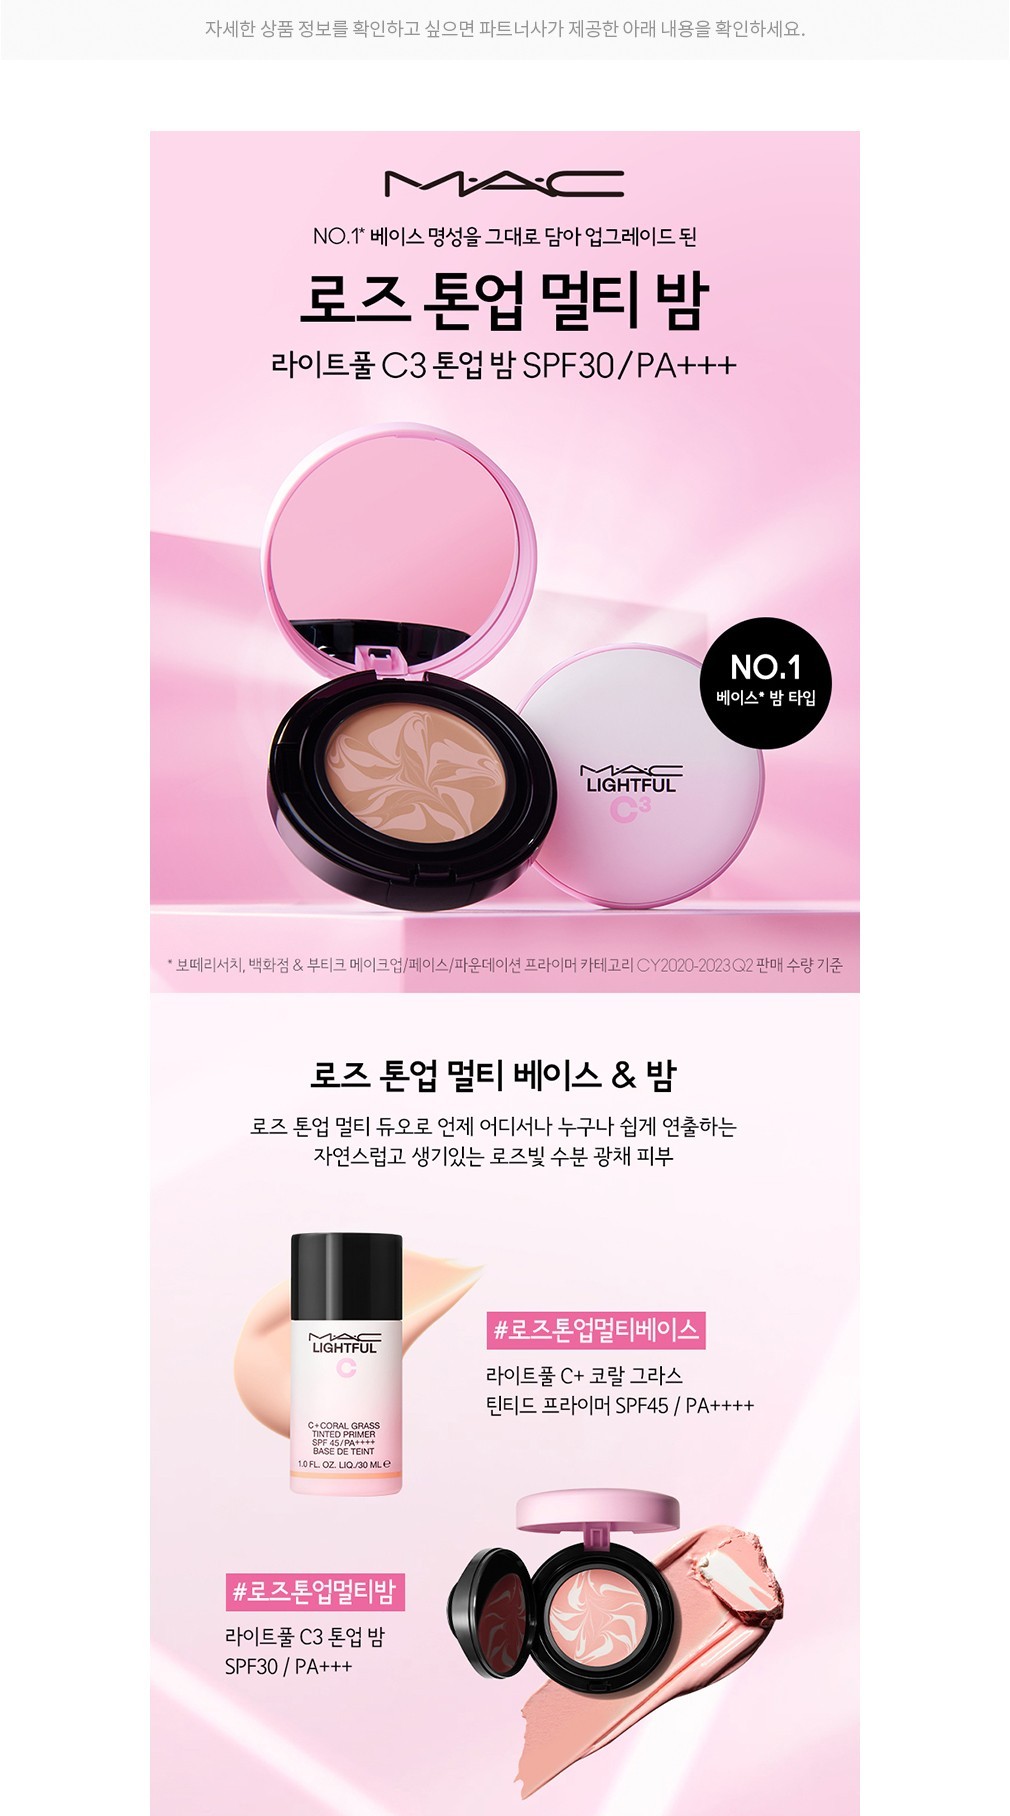 자세한 상품 정보를 확인하고 싶으면 파트너사가 제공한 아래 내용을 확인하세요.
M·A·C
NO.1* 베이스 명성을 그대로 담아 업그레이드 된
로즈 톤업 멀티 밤
라이트풀 C3 톤업 밤 SPF30/PA+++
NO.1
베이스* 밤 타입
M·A·C
LIGHTFUL
C³
* 보떼리서치, 백화점 & 부티크 메이크업/페이스/파운데이션 프라이머 카테고리 CY2020-2023 Q2 판매 수량 기준
로즈 톤업 멀티 베이스 & 밤
로즈 톤업 멀티 듀오로 언제 어디서나 누구나 쉽게 연출하는
자연스럽고 생기있는 로즈빛 수분 광채 피부
M·A·C
LIGHTFUL
C
C+CORAL GRASS
TINTED PRIMER
SPF 45/PA++++
BASE DE TEINT
1.0 FL. OZ. LIQ./30 ML ℮
#로즈톤업멀티베이스
라이트풀 C+ 코랄 그라스
틴티드 프라이머 SPF45 / PA++++
#로즈톤업멀티밤
라이트풀 C3 톤업 밤
SPF30 / PA+++